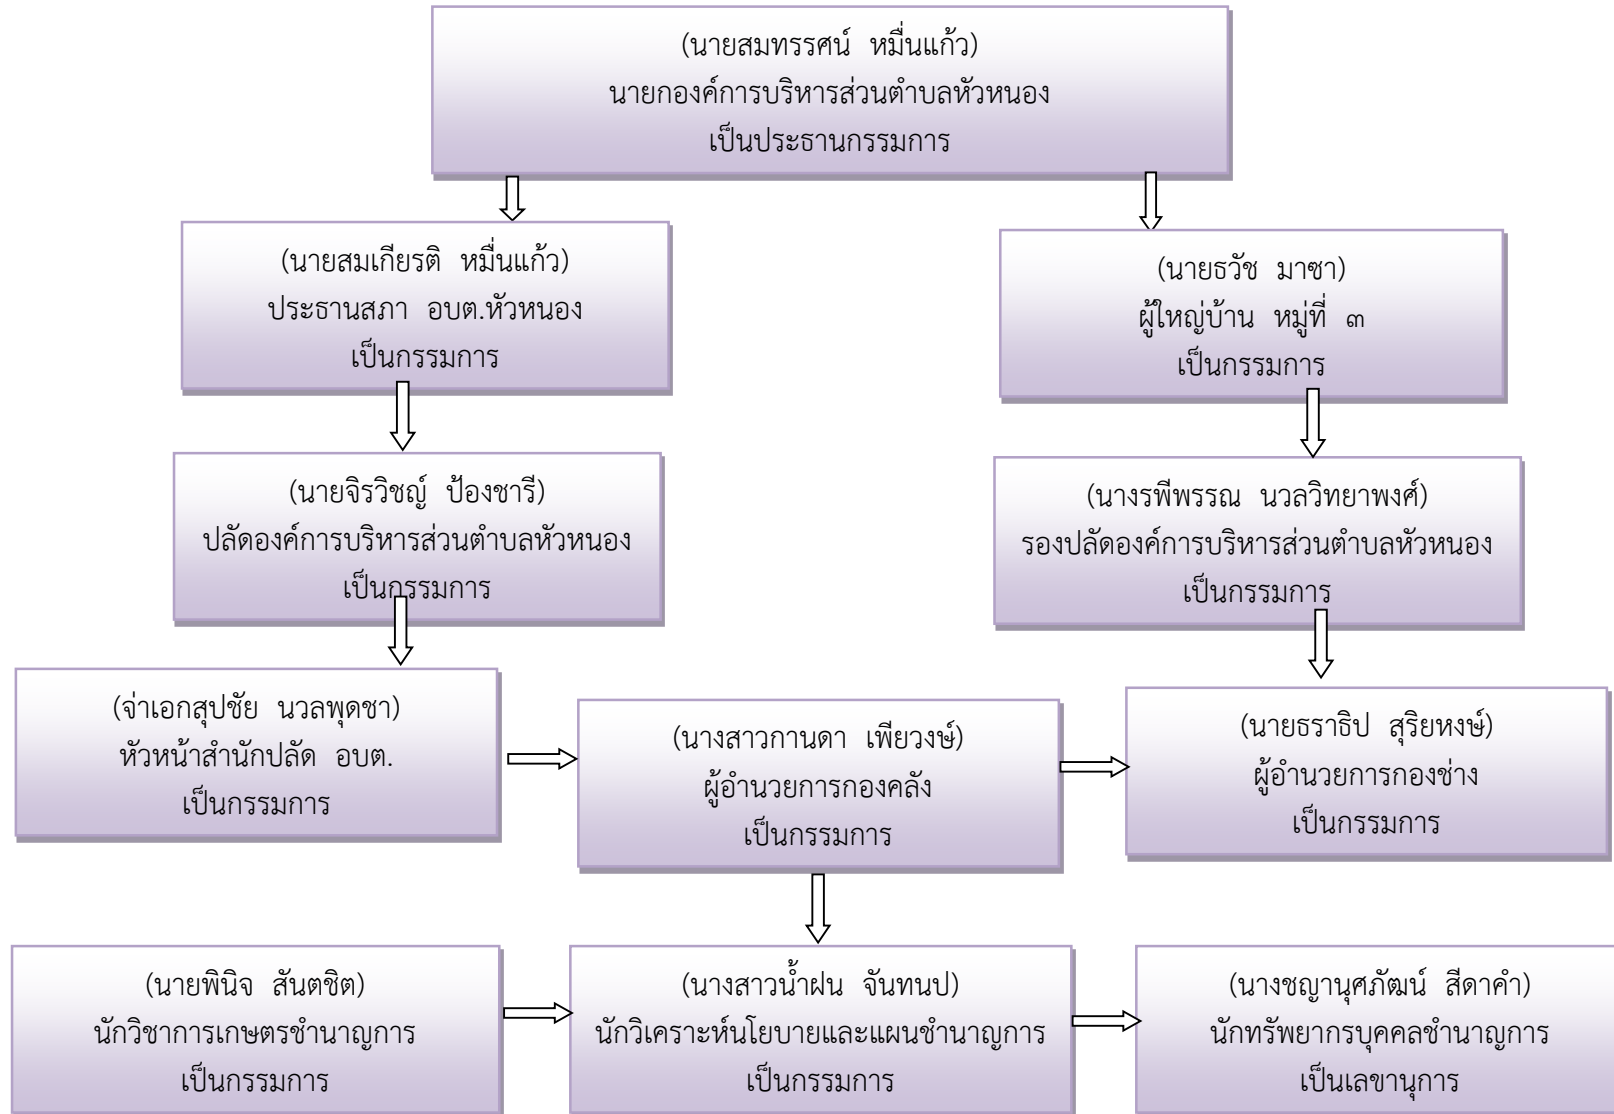 (นายสมทรรศน์ หมื่นแก้ว)
นายกองค์การบริหารส่วนตำบลหัวหนอง
เป็นประธานกรรมการ
(นายสมเกียรติ หมื่นแก้ว)
ประธานสภา อบต.หัวหนอง
เป็นกรรมการ
(นายธวัช มาซา)
ผู้ใหญ่บ้าน หมู่ที่ ๓
เป็นกรรมการ
(นายจิรวิชญ์ ป้องชารี)
ปลัดองค์การบริหารส่วนตำบลหัวหนอง
เป็นกรรมการ
(นางรพีพรรณ นวลวิทยาพงศ์)
รองปลัดองค์การบริหารส่วนตำบลหัวหนอง
เป็นกรรมการ
(จ่าเอกสุปชัย นวลพุดชา)
หัวหน้าสำนักปลัด อบต.
เป็นกรรมการ
(นางสาวกานดา เพียวงษ์)
ผู้อำนวยการกองคลัง
เป็นกรรมการ
(นายธราธิป สุริยหงษ์)
ผู้อำนวยการกองช่าง
เป็นกรรมการ
(นายพินิจ สันตชิต)
นักวิชาการเกษตรชำนาญการ
เป็นกรรมการ
(นางสาวน้ำฝน จันทนป)
นักวิเคราะห์นโยบายและแผนชำนาญการ
เป็นกรรมการ
(นางชญานุศภัฒน์ สีดาคำ)
นักทรัพยากรบุคคลชำนาญการ
เป็นเลขานุการ